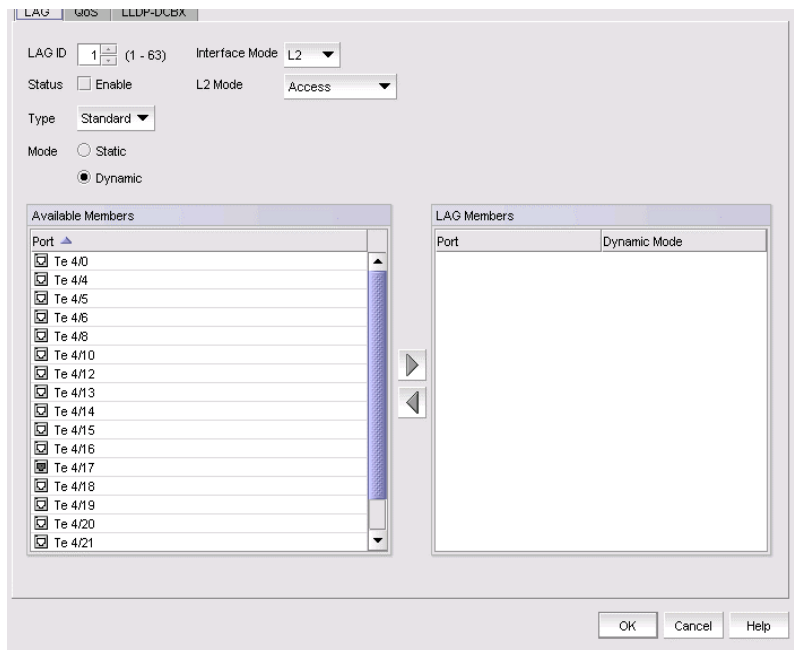 LAG QoS LLDP-DCBX
LAG ID 1 (1 - 63) Interface Mode L2
Status Enable L2 Mode Access
Type Standard
Mode Static
Dynamic
Available Members
Port
Te 4/0
Te 4/4
Te 4/5
Te 4/6
Te 4/8
Te 4/10
Te 4/12
Te 4/13
Te 4/14
Te 4/15
Te 4/16
Te 4/17
Te 4/18
Te 4/19
Te 4/20
Te 4/21
LAG Members
Port Dynamic Mode
OK Cancel Help